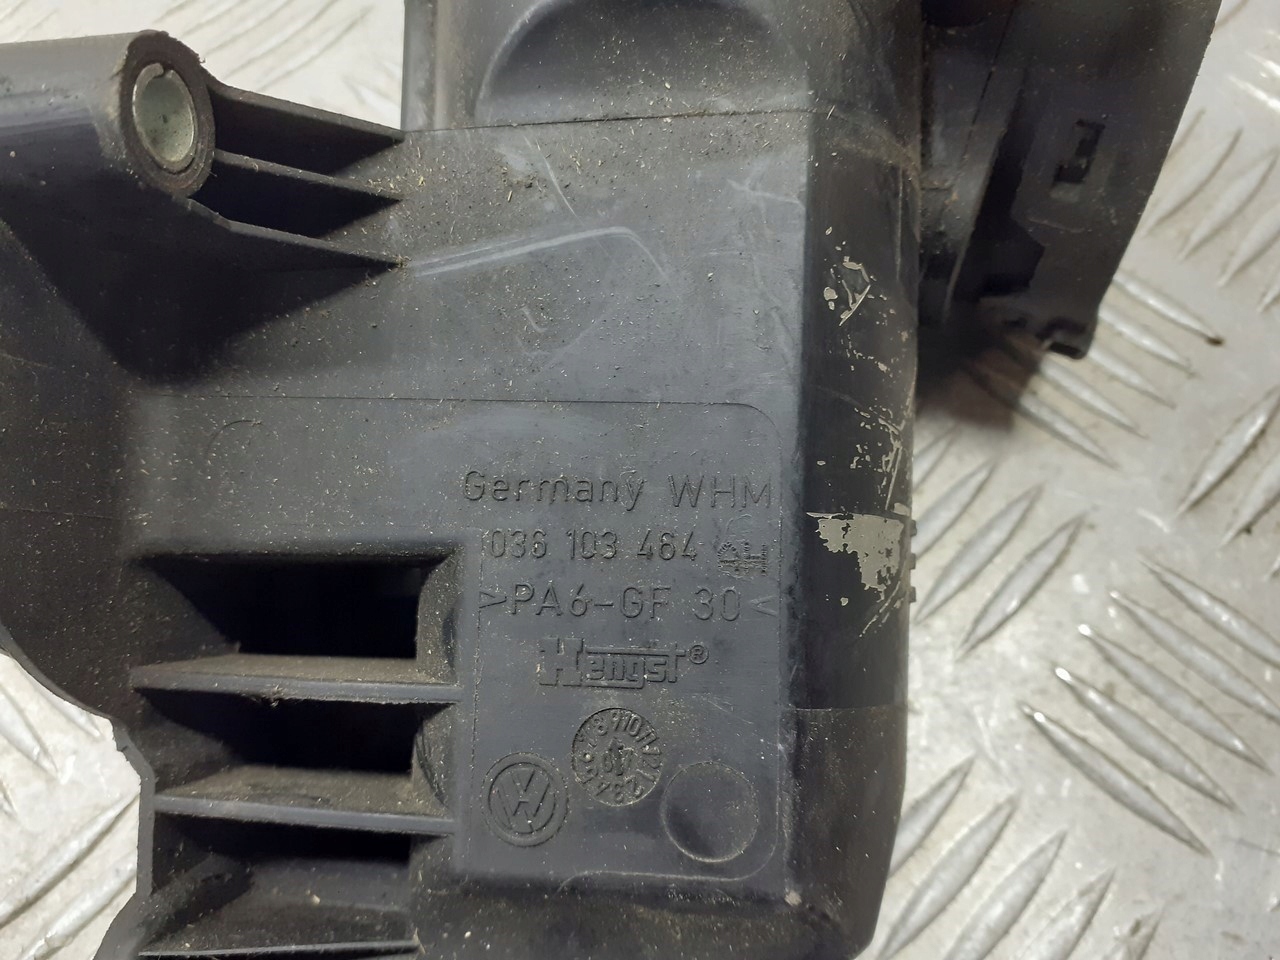 Germany WHM
036 103 464
>PA6-GF 30<
Hengst®